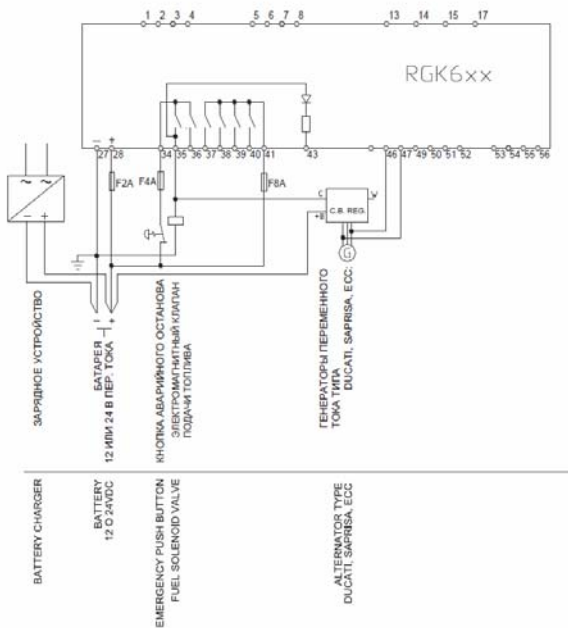 1 2 3 4 5 6 7 8 13 14 15 17
RGK6xx
− +
27 28 34 35 36 37 38 39 40 41 43 46 47 49 50 51 52 53 54 55 56
F2A F4A F8A
C W
+B C.B. REG.
G
~ ~
− +
− +
ЗАРЯДНОЕ УСТРОЙСТВО
БАТАРЕЯ
12 ИЛИ 24 В ПЕР. ТОКА
КНОПКА АВАРИЙНОГО ОСТАНОВА
ЭЛЕКТРОМАГНИТНЫЙ КЛАПАН
ПОДАЧИ ТОПЛИВА
ГЕНЕРАТОРЫ ПЕРЕМЕННОГО
ТОКА ТИПА
DUCATI, SAPRISA, ECC.
BATTERY CHARGER
BATTERY
12 O 24VDC
EMERGENCY PUSH BUTTON
FUEL SOLENOID VALVE
ALTERNATOR TYPE
DUCATI, SAPRISA, ECC